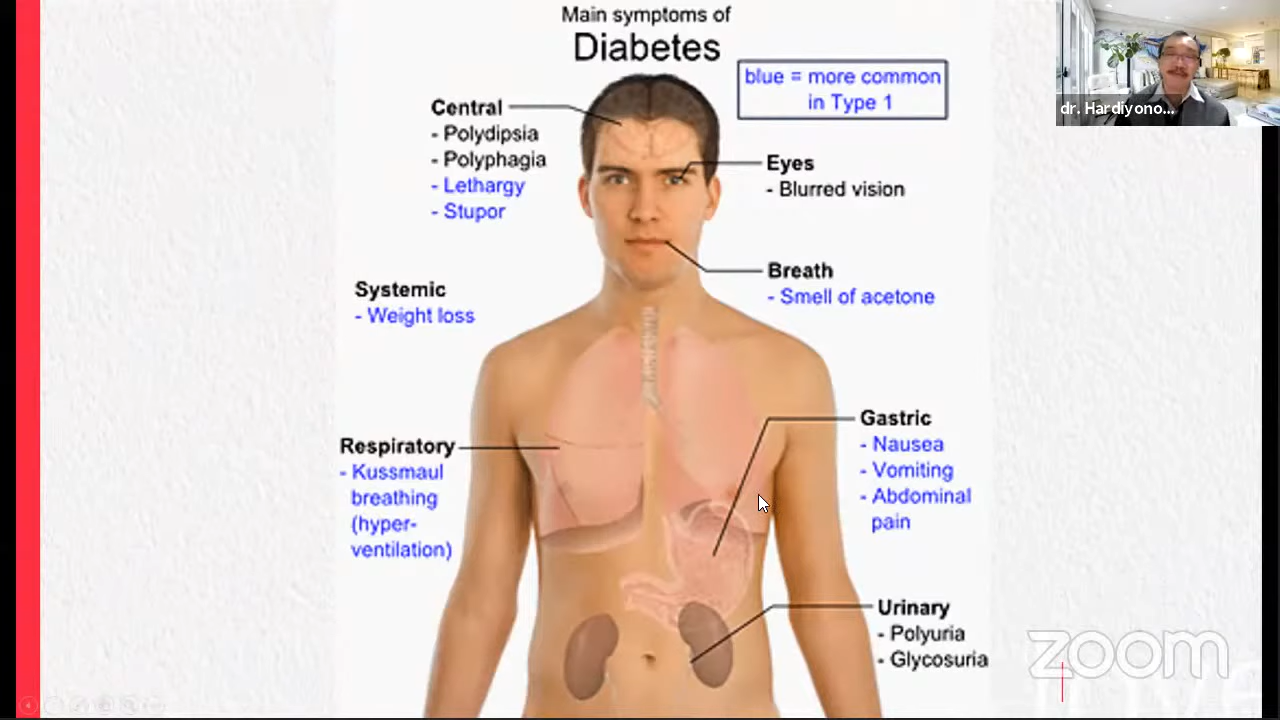 Main symptoms of
Diabetes
blue = more common
in Type 1
dr. Hardiyono...
Central
- Polydipsia
- Polyphagia
- Lethargy
- Stupor
Eyes
- Blurred vision
Breath
- Smell of acetone
Systemic
- Weight loss
Respiratory
- Kussmaul
breathing
(hyper-
ventilation)
Gastric
- Nausea
- Vomiting
- Abdominal
pain
Urinary
- Polyuria
- Glycosuria
zoom